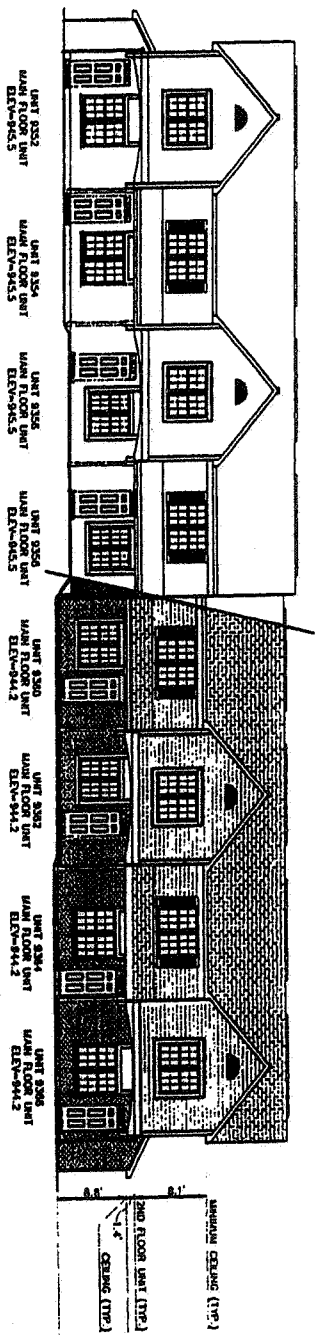 UNIT 9352
MAIN FLOOR UNIT
ELEV=945.5
UNIT 9354
MAIN FLOOR UNIT
ELEV=945.5
UNIT 9356
MAIN FLOOR UNIT
ELEV=945.5
UNIT 9358
MAIN FLOOR UNIT
ELEV=945.5
UNIT 9360
MAIN FLOOR UNIT
ELEV=944.2
UNIT 9362
MAIN FLOOR UNIT
ELEV=944.2
UNIT 9364
MAIN FLOOR UNIT
ELEV=944.2
UNIT 9366
MAIN FLOOR UNIT
ELEV=944.2
8.1'
1.4'
MINIMUM CEILING (TYP.)
2ND FLOOR UNIT (TYP.)
CEILING (TYP.)